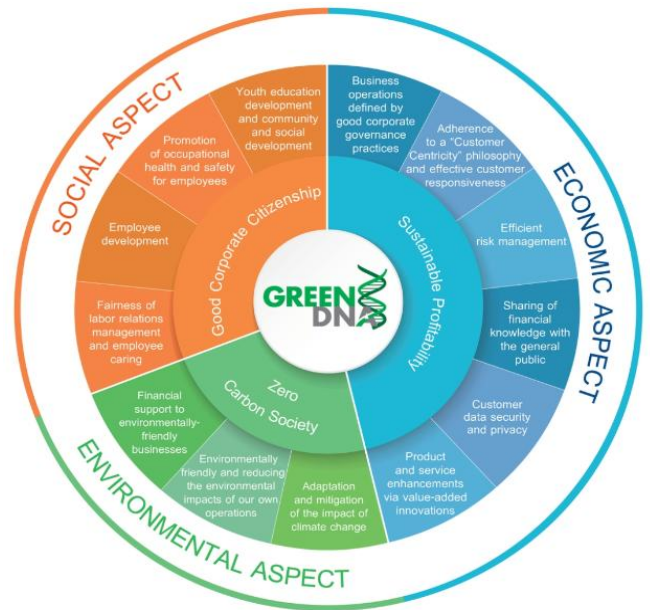 SOCIAL ASPECT
Youth education
development
and community
and social
development
Promotion
of occupational
health and safety
for employees
Employee
development
Fairness of
labor relations
management
and employee
caring
Good Corporate Citizenship
ECONOMIC ASPECT
Business
operations
defined by
good corporate
governance
practices
Adherence
to a "Customer
Centricity" philosophy
and effective customer
responsiveness
Efficient
risk management
Sharing of
financial
knowledge with
the general
public
Customer
data security
and privacy
Product
and service
enhancements
via value-added
innovations
Sustainable Profitability
GREEN
DNA
Zero
Carbon Society
Financial
support to
environmentally-
friendly
businesses
Environmentally
friendly and reducing
the environmental
impacts of our own
operations
Adaptation
and mitigation
of the impact of
climate change
ENVIRONMENTAL ASPECT